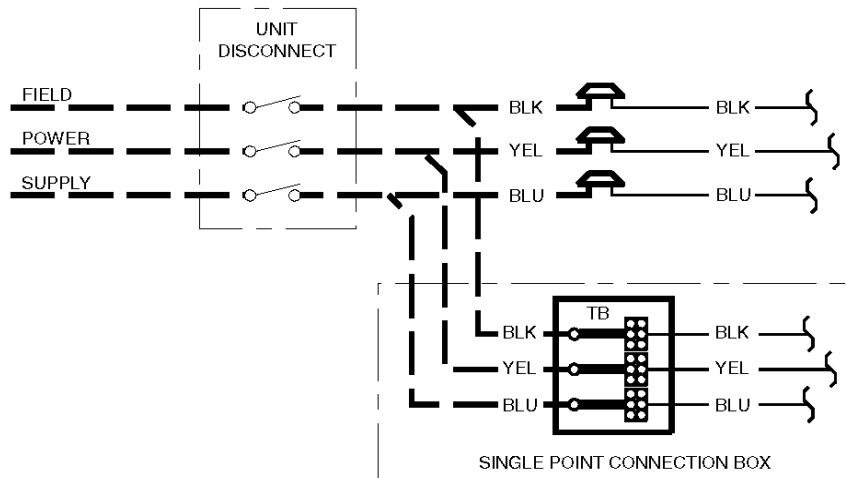 UNIT
DISCONNECT
FIELD
BLK
BLK
POWER
YEL
YEL
SUPPLY
BLU
BLU
TB
BLK
BLK
YEL
YEL
BLU
BLU
SINGLE POINT CONNECTION BOX